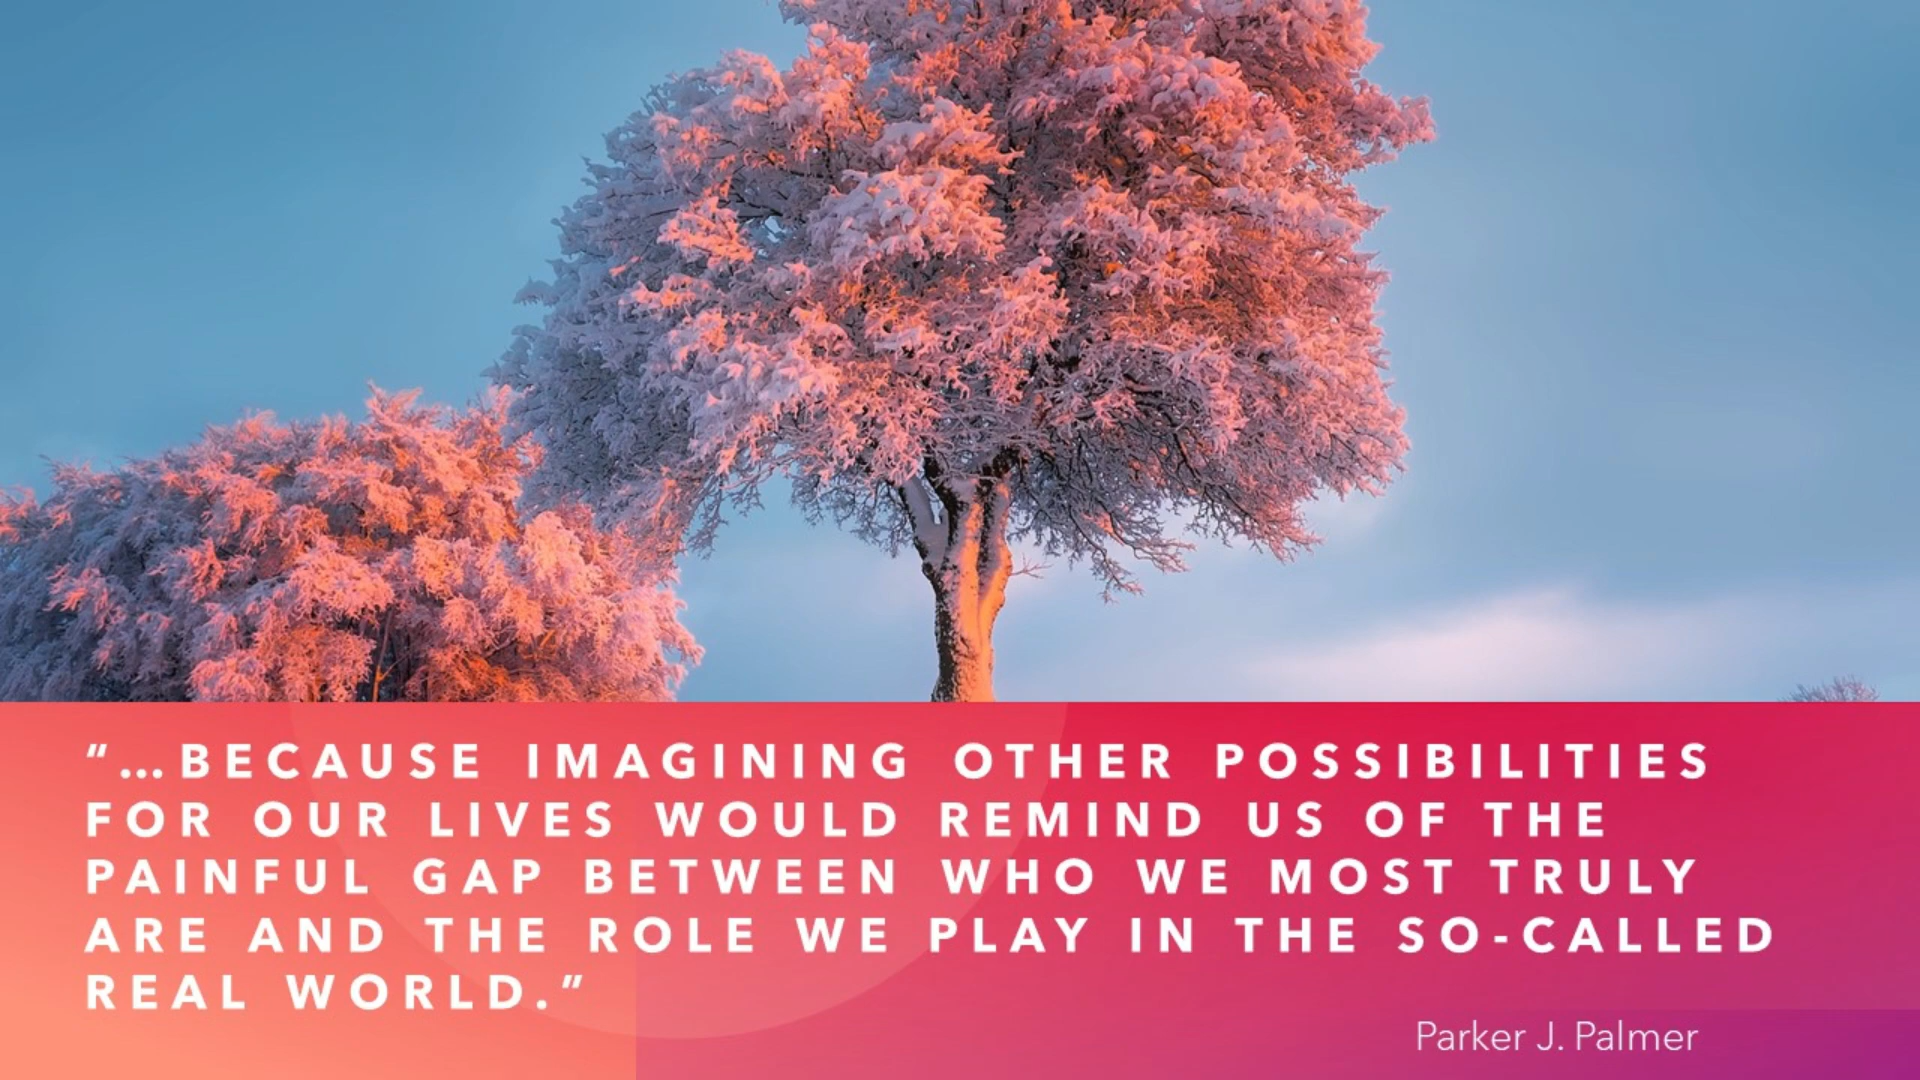 “…BECAUSE IMAGINING OTHER POSSIBILITIES
FOR OUR LIVES WOULD REMIND US OF THE
PAINFUL GAP BETWEEN WHO WE MOST TRULY
ARE AND THE ROLE WE PLAY IN THE SO-CALLED
REAL WORLD.”
Parker J. Palmer